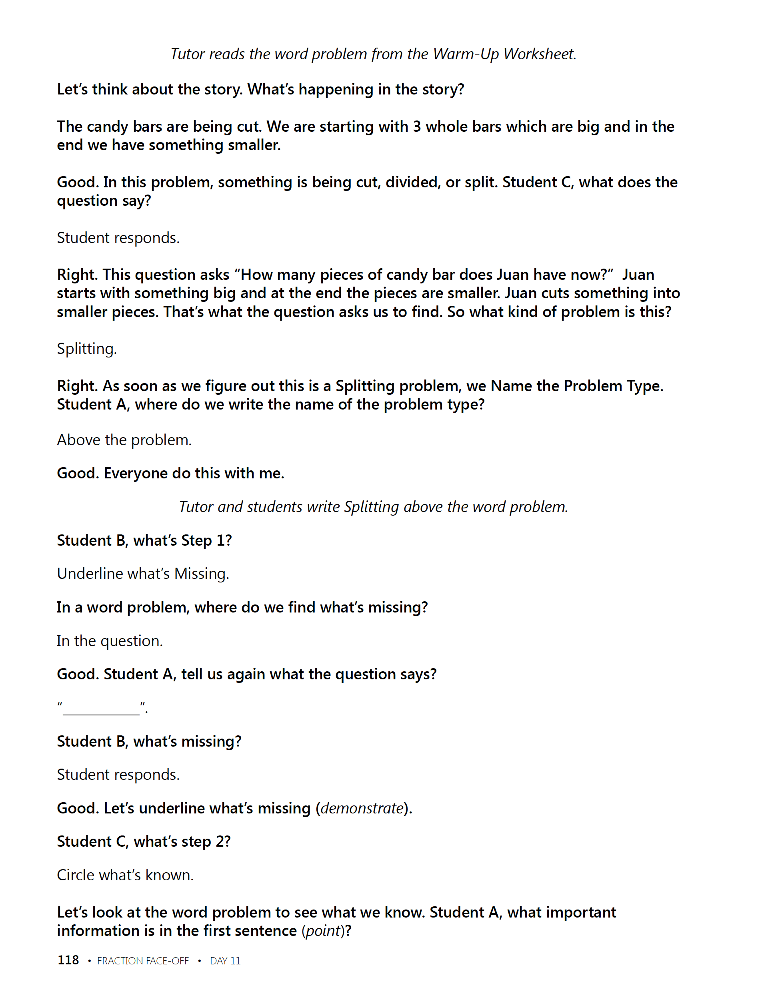 Tutor reads the word problem from the Warm-Up Worksheet.
Let’s think about the story. What’s happening in the story?
The candy bars are being cut. We are starting with 3 whole bars which are big and in the
end we have something smaller.
Good. In this problem, something is being cut, divided, or split. Student C, what does the
question say?
Student responds.
Right. This question asks “How many pieces of candy bar does Juan have now?”  Juan
starts with something big and at the end the pieces are smaller. Juan cuts something into
smaller pieces. That’s what the question asks us to find. So what kind of problem is this?
Splitting.
Right. As soon as we figure out this is a Splitting problem, we Name the Problem Type.
Student A, where do we write the name of the problem type?
Above the problem.
Good. Everyone do this with me.
Tutor and students write Splitting above the word problem.
Student B, what’s Step 1?
Underline what’s Missing.
In a word problem, where do we find what’s missing?
In the question.
Good. Student A, tell us again what the question says?
“__________”.
Student B, what’s missing?
Student responds.
Good. Let’s underline what’s missing (demonstrate).
Student C, what’s step 2?
Circle what’s known.
Let’s look at the word problem to see what we know. Student A, what important
information is in the first sentence (point)?
118 • FRACTION FACE-OFF • DAY 11